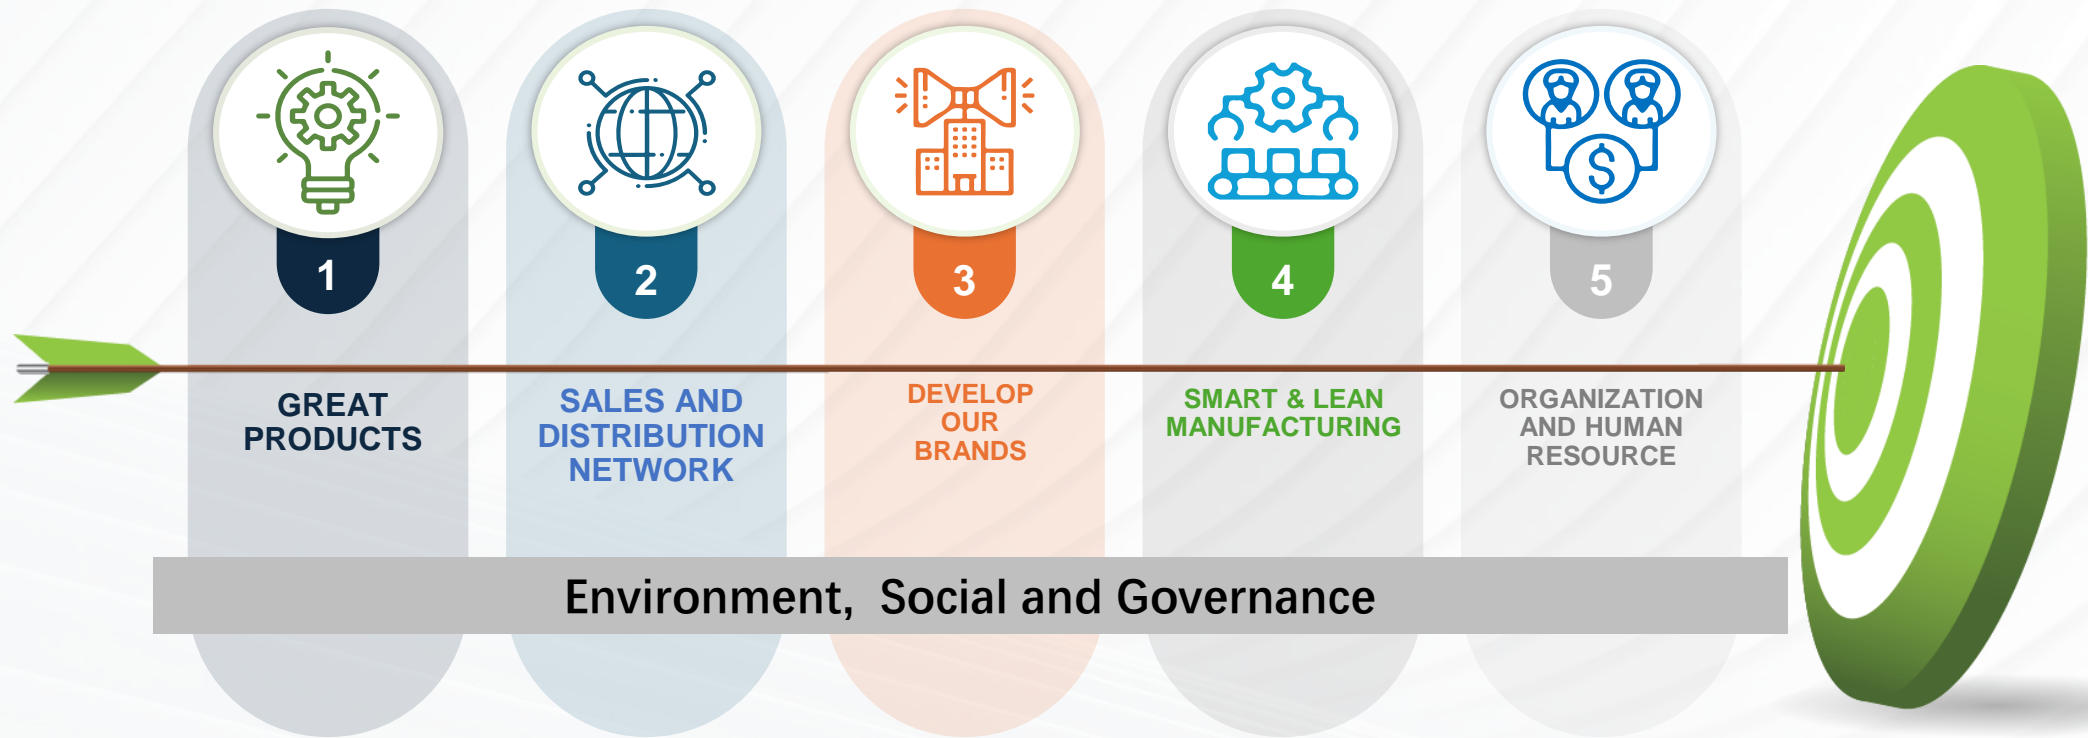 1
GREAT
PRODUCTS
2
SALES AND
DISTRIBUTION
NETWORK
3
DEVELOP
OUR
BRANDS
4
SMART & LEAN
MANUFACTURING
5
ORGANIZATION
AND HUMAN
RESOURCE
$
Environment, Social and Governance